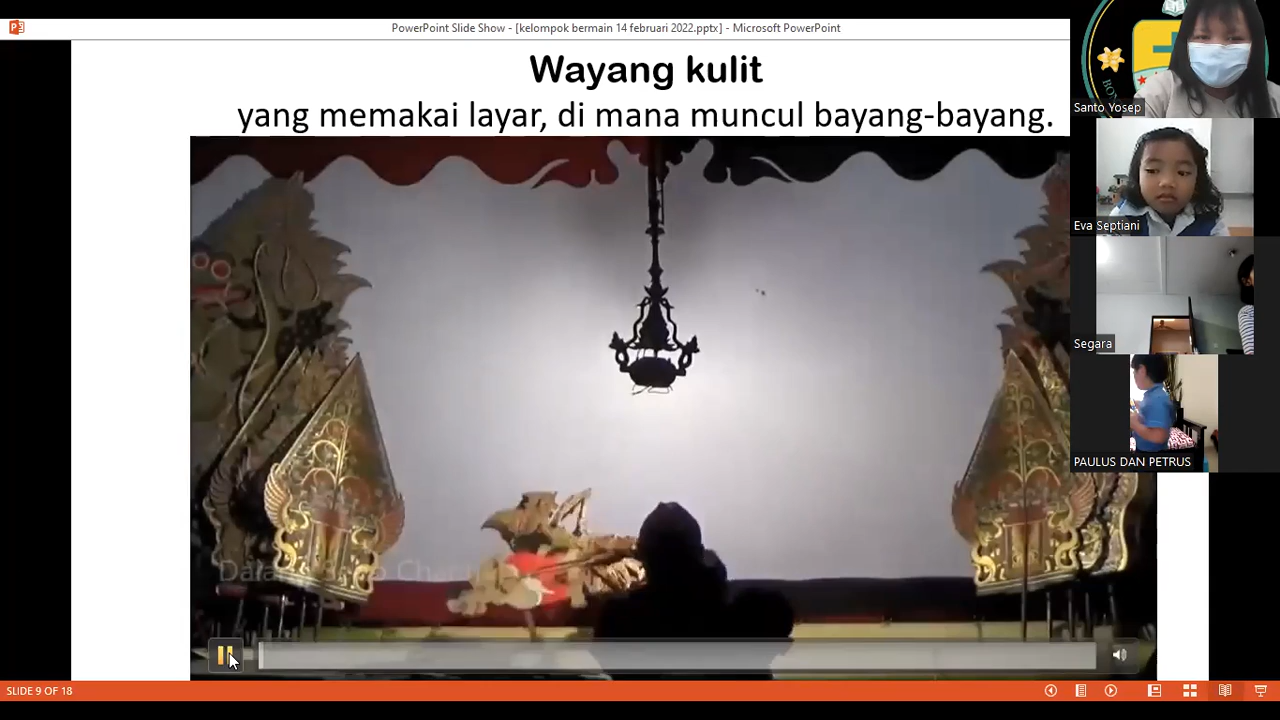 PowerPoint Slide Show - [kelompok bermain 14 februari 2022.pptx] - Microsoft PowerPoint
Wayang kulit
yang memakai layar, di mana muncul bayang-bayang.
Santo Yosep
Eva Septiani
Segara
PAULUS DAN PETRUS
SLIDE 9 OF 18